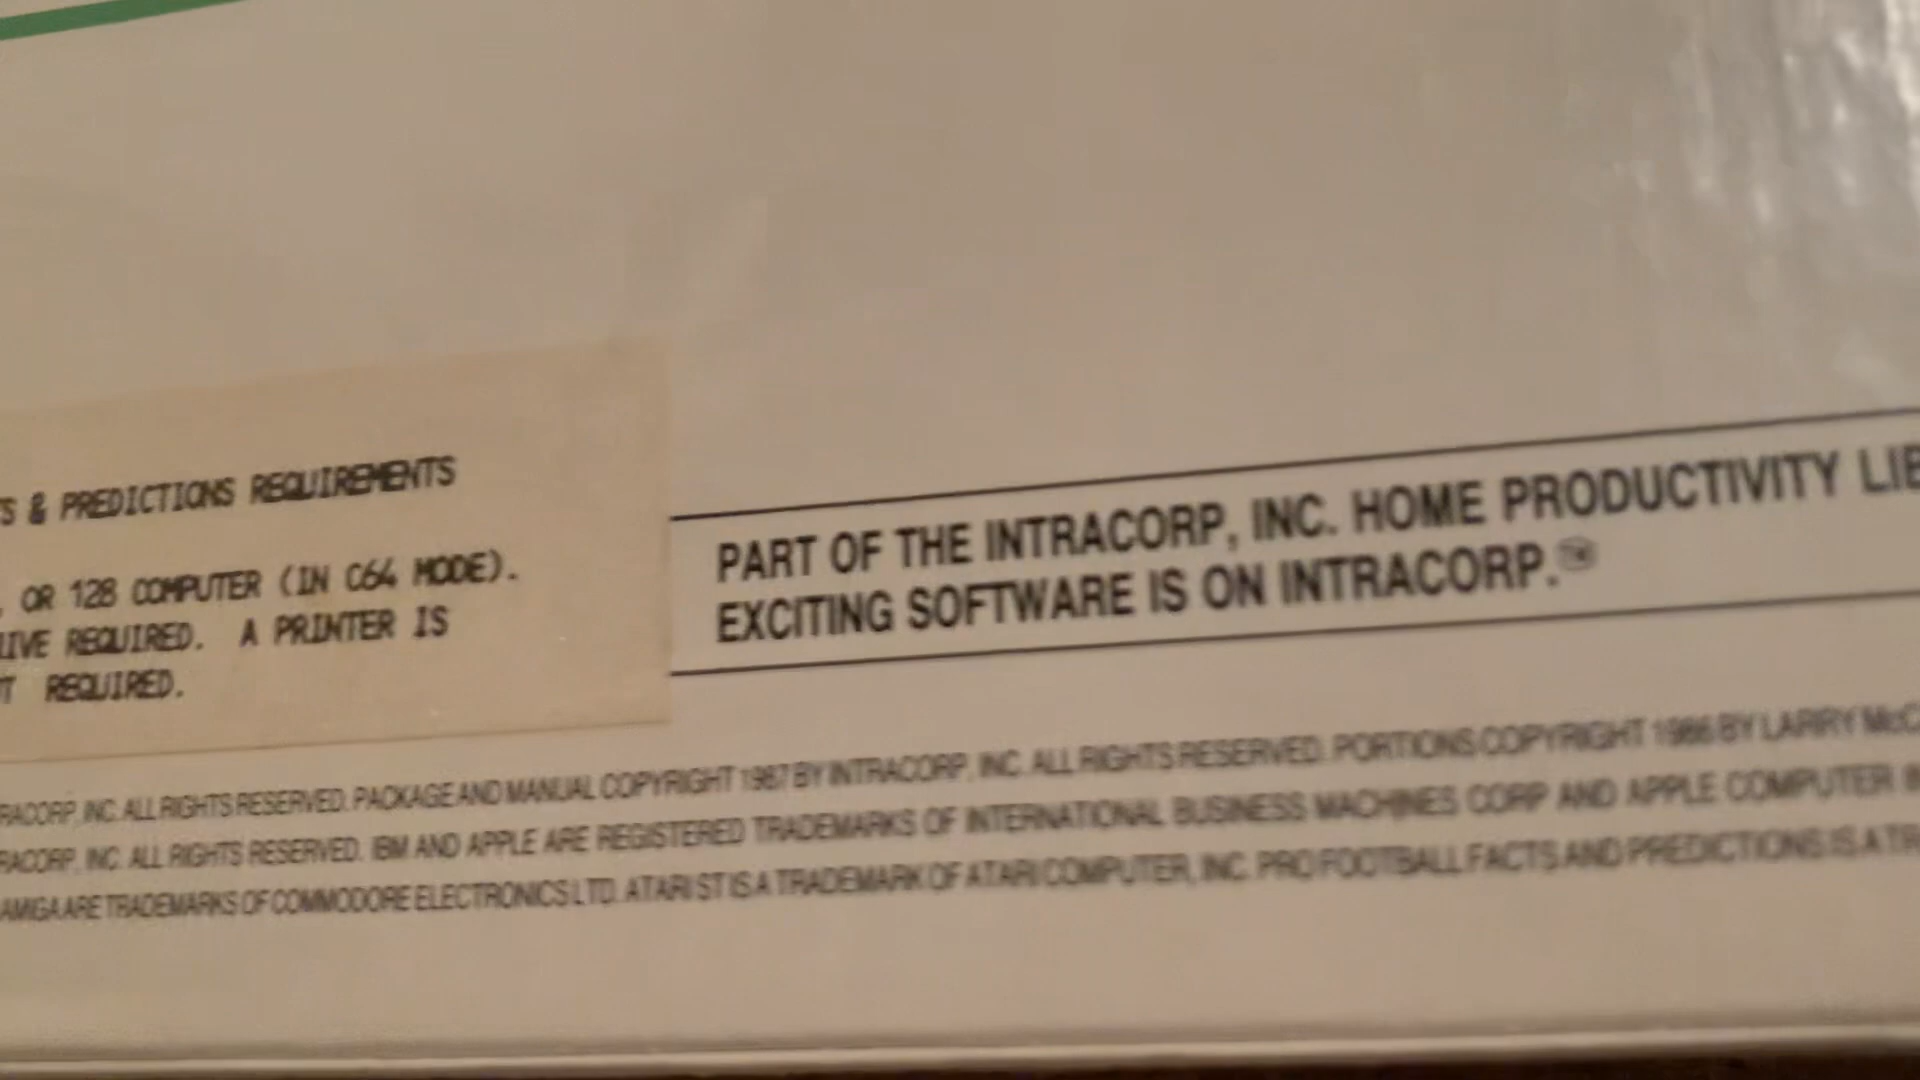 S & PREDICTIONS REQUIREMENTS
, OR 128 COMPUTER (IN C64 MODE).
IVE REQUIRED. A PRINTER IS
T REQUIRED.
PART OF THE INTRACORP, INC. HOME PRODUCTIVITY LIB
EXCITING SOFTWARE IS ON INTRACORP.™
RACORP, INC. ALL RIGHTS RESERVED. PACKAGE AND MANUAL COPYRIGHT 1987 BY INTRACORP, INC. ALL RIGHTS RESERVED. PORTIONS COPYRIGHT 1986 BY LARRY McC
RACORP, INC. ALL RIGHTS RESERVED. IBM AND APPLE ARE REGISTERED TRADEMARKS OF INTERNATIONAL BUSINESS MACHINES CORP AND APPLE COMPUTER IN
AMIGA ARE TRADEMARKS OF COMMODORE ELECTRONICS LTD. ATARI ST IS A TRADEMARK OF ATARI COMPUTER, INC. PRO FOOTBALL FACTS AND PREDICTIONS IS A TR